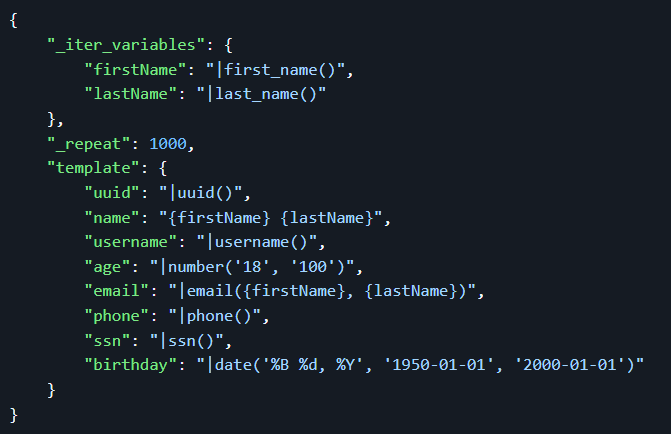 {
    "_iter_variables": {
        "firstName": "|first_name()",
        "lastName": "|last_name()"
    },
    "_repeat": 1000,
    "template": {
        "uuid": "|uuid()",
        "name": "{firstName} {lastName}",
        "username": "|username()",
        "age": "|number('18', '100')",
        "email": "|email({firstName}, {lastName})",
        "phone": "|phone()",
        "ssn": "|ssn()",
        "birthday": "|date('%B %d, %Y', '1950-01-01', '2000-01-01')"
    }
}